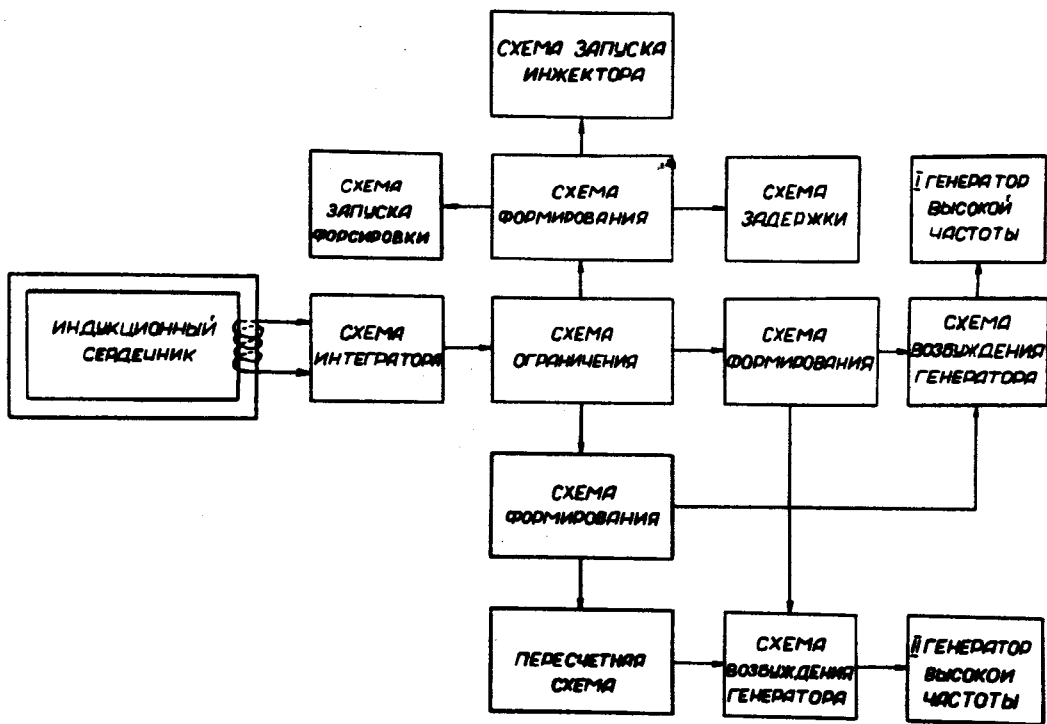 СХЕМА ЗАПУСКА
ИНЖЕКТОРА
СХЕМА
ЗАПУСКА
ФОРСИРОВКИ
СХЕМА
ФОРМИРОВАНИЯ
СХЕМА
ЗАДЕРЖКИ
I ГЕНЕРАТОР
ВЫСОКОЙ
ЧАСТОТЫ
ИНДУКЦИОННЫЙ
СЕРДЕЧНИК
СХЕМА
ИНТЕГРАТОРА
СХЕМА
ОГРАНИЧЕНИЯ
СХЕМА
ФОРМИРОВАНИЯ
СХЕМА
ВОЗБУЖДЕНИЯ
ГЕНЕРАТОРА
СХЕМА
ФОРМИРОВАНИЯ
ПЕРЕСЧЕТНАЯ
СХЕМА
СХЕМА
ВОЗБУЖДЕНИЯ
ГЕНЕРАТОРА
II ГЕНЕРАТОР
ВЫСОКОЙ
ЧАСТОТЫ